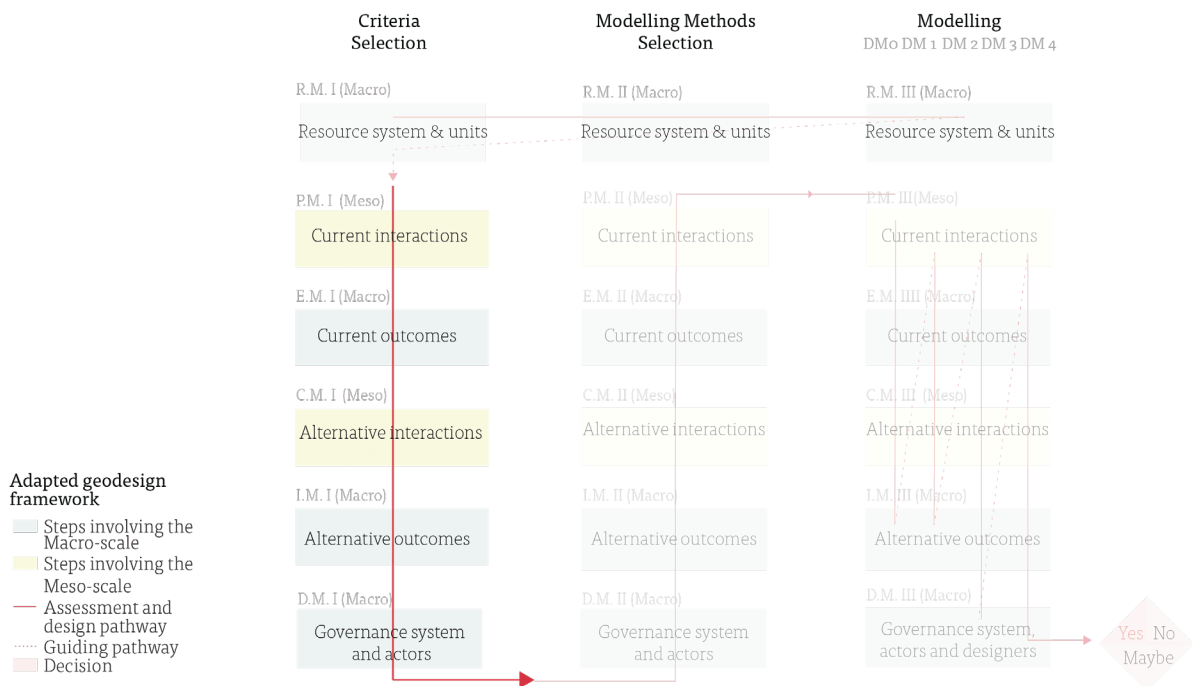 Criteria
Selection
Modelling Methods
Selection
Modelling
DM0 DM 1 DM 2 DM 3 DM 4
R.M. I (Macro)
R.M. II (Macro)
R.M. III (Macro)
Resource system & units
Resource system & units
Resource system & units
P.M. I (Meso)
P.M. II (Meso)
P.M. III(Meso)
Current interactions
Current interactions
Current interactions
E.M. I (Macro)
E.M. II (Macro)
E.M. IIII (Macro)
Current outcomes
Current outcomes
Current outcomes
C.M. I (Meso)
C.M. II (Meso)
C.M. III (Meso)
Alternative interactions
Alternative interactions
Alternative interactions
I.M. I (Macro)
I.M. II (Macro)
I.M. III (Macro)
Alternative outcomes
Alternative outcomes
Alternative outcomes
D.M. I (Macro)
D.M. II (Macro)
D.M. III (Macro)
Governance system
and actors
Governance system
and actors
Governance system,
actors and designers
Yes No
Maybe
Adapted geodesign
framework
Steps involving the
Macro-scale
Steps involving the
Meso-scale
Assessment and
design pathway
Guiding pathway
Decision